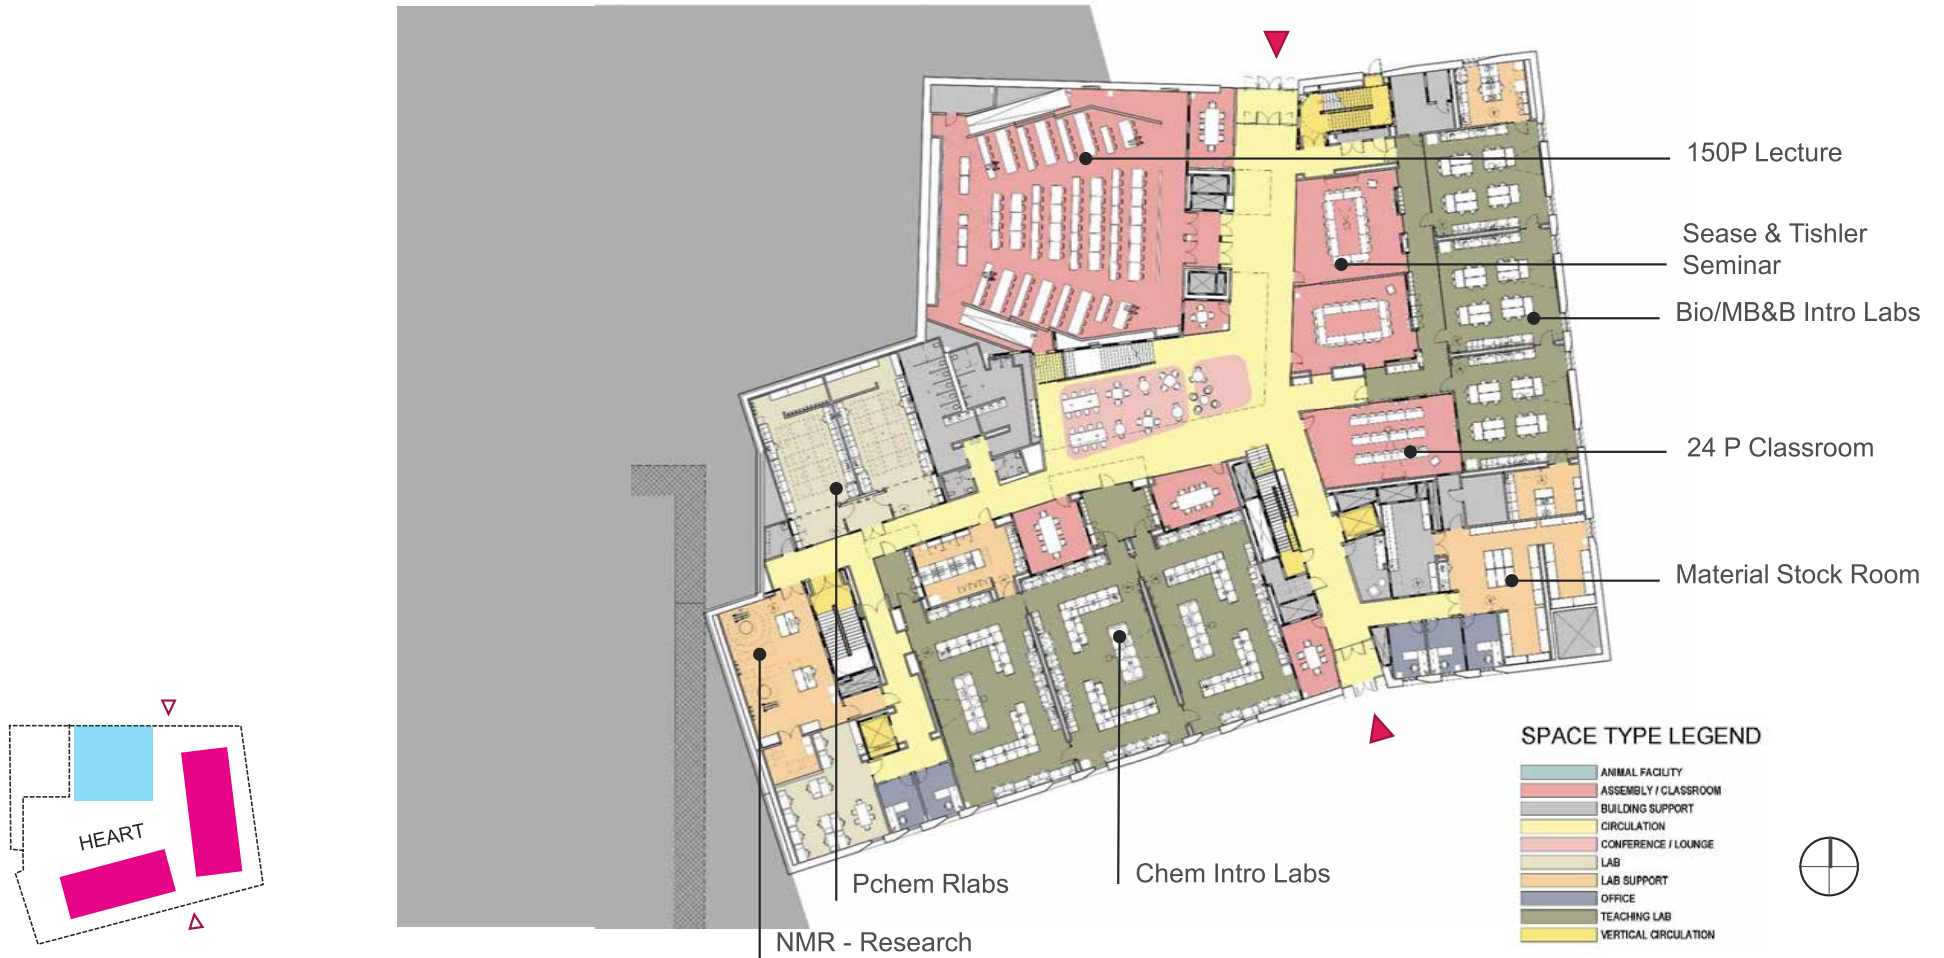 150P Lecture
Sease & Tishler
Seminar
Bio/MB&B Intro Labs
24 P Classroom
Material Stock Room
HEART
Pchem Rlabs
Chem Intro Labs
NMR - Research
SPACE TYPE LEGEND
ANIMAL FACILITY
ASSEMBLY / CLASSROOM
BUILDING SUPPORT
CIRCULATION
CONFERENCE / LOUNGE
LAB
LAB SUPPORT
OFFICE
TEACHING LAB
VERTICAL CIRCULATION